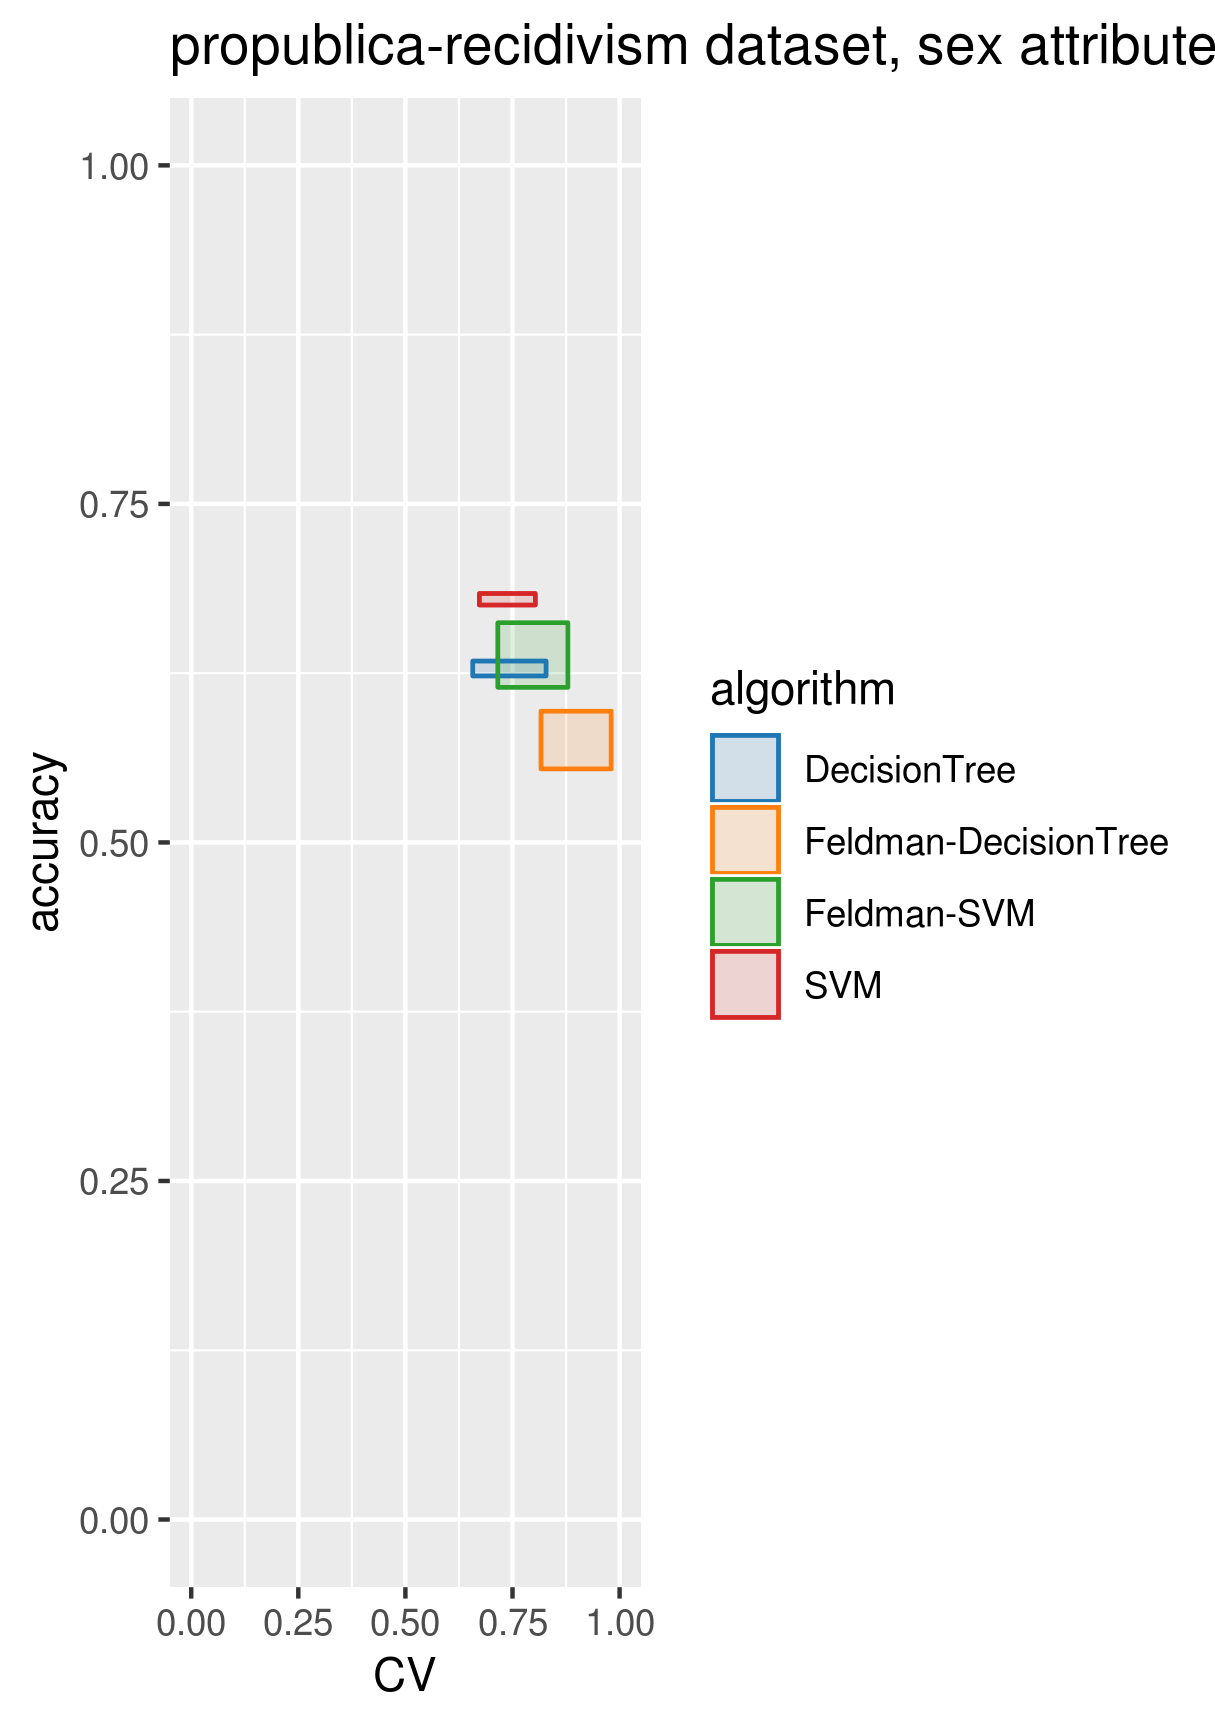 propublica-recidivism dataset, sex attribute
1.00
0.75
0.50
0.25
0.00
accuracy
0.00 0.25 0.50 0.75 1.00
CV
algorithm
DecisionTree
Feldman-DecisionTree
Feldman-SVM
SVM